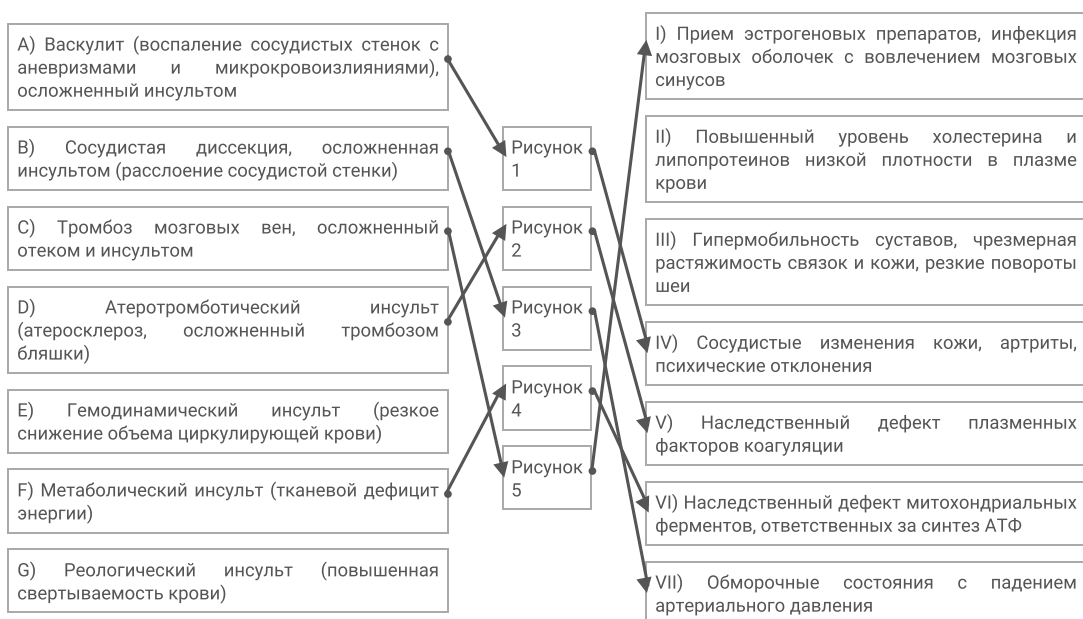 A) Васкулит (воспаление сосудистых стенок с
аневризмами и микрокровоизлияниями),
осложненный инсультом
B) Сосудистая диссекция, осложненная
инсультом (расслоение сосудистой стенки)
C) Тромбоз мозговых вен, осложненный
отеком и инсультом
D) Атеротромботический инсульт
(атеросклероз, осложненный тромбозом
бляшки)
E) Гемодинамический инсульт (резкое
снижение объема циркулирующей крови)
F) Метаболический инсульт (тканевой дефицит
энергии)
G) Реологический инсульт (повышенная
свертываемость крови)
Рисунок
1
Рисунок
2
Рисунок
3
Рисунок
4
Рисунок
5
I) Прием эстрогеновых препаратов, инфекция
мозговых оболочек с вовлечением мозговых
синусов
II) Повышенный уровень холестерина и
липопротеинов низкой плотности в плазме
крови
III) Гипермобильность суставов, чрезмерная
растяжимость связок и кожи, резкие повороты
шеи
IV) Сосудистые изменения кожи, артриты,
психические отклонения
V) Наследственный дефект плазменных
факторов коагуляции
VI) Наследственный дефект митохондриальных
ферментов, ответственных за синтез АТФ
VII) Обморочные состояния с падением
артериального давления